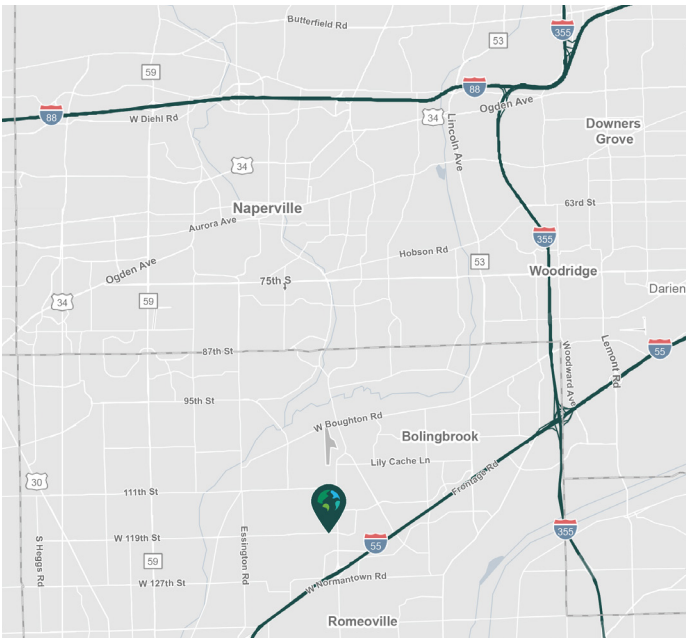 Butterfield Rd
355
53
59
88
88
W Diehl Rd
Ogden Ave
34
Lincoln Ave
Downers
Grove
34
Naperville
63rd St
Aurora Ave
355
Hobson Rd
53
Ogden Ave
Woodridge
75th S
t
Darien
34
59
55
87th St
Woodward Ave
Lemont Rd
95th St
W Boughton Rd
Bolingbrook
Lily Cache Ln
Frontage Rd
30
111th St
355
W 119th St
55
S Heggs Rd
59
Essington Rd
W 127th St
W Normantown Rd
Romeoville